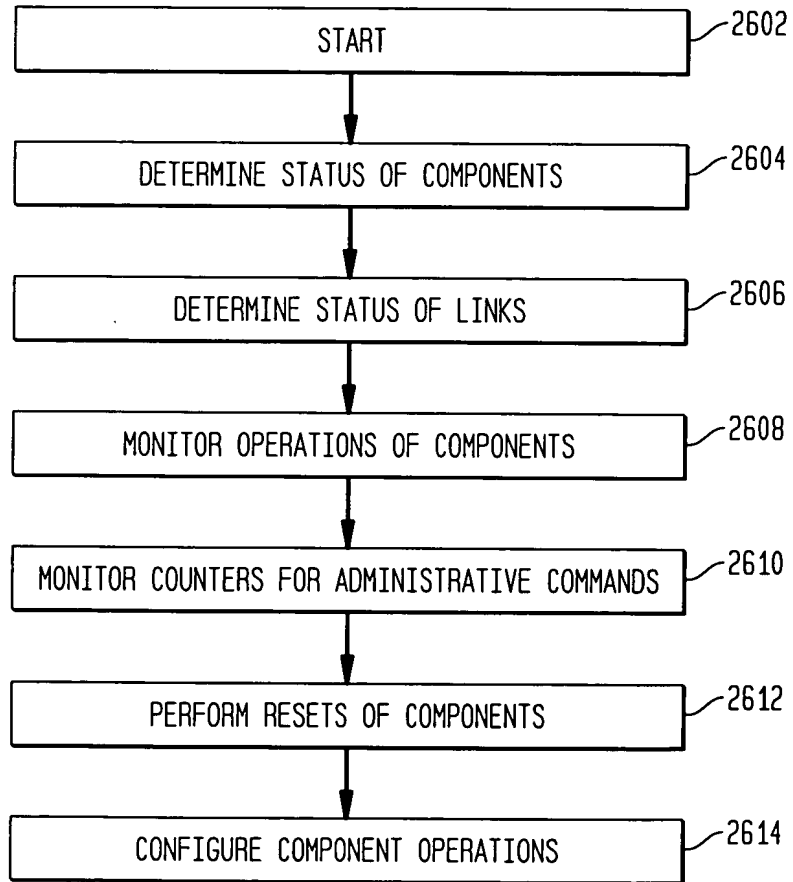 START
2602
DETERMINE STATUS OF COMPONENTS
2604
DETERMINE STATUS OF LINKS
2606
MONITOR OPERATIONS OF COMPONENTS
2608
MONITOR COUNTERS FOR ADMINISTRATIVE COMMANDS
2610
PERFORM RESETS OF COMPONENTS
2612
CONFIGURE COMPONENT OPERATIONS
2614